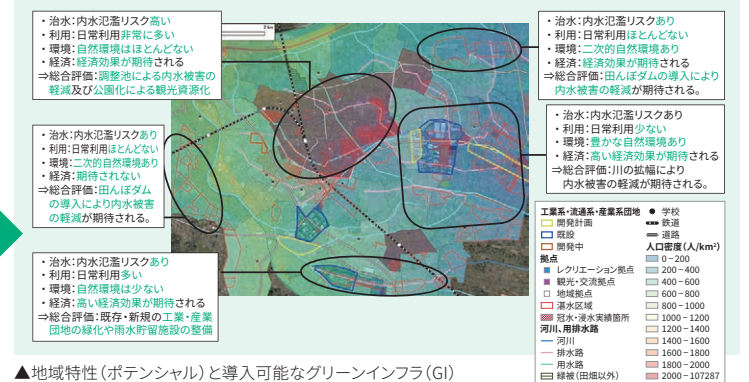 ・治水：内水氾濫リスク高い
・利用：日常利用非常に多い
・環境：自然環境はほとんどない
・経済：経済効果が期待される
⇒総合評価：調整池による内水被害の
軽減及び公園化による観光資源化
・治水：内水氾濫リスクあり
・利用：日常利用ほとんどない
・環境：二次的自然環境あり
・経済：経済効果が期待される
⇒総合評価：田んぼダムの導入により
内水被害の軽減が期待される。
・治水：内水氾濫リスクあり
・利用：日常利用少ない
・環境：豊かな自然環境あり
・経済：高い経済効果が期待される
⇒総合評価：川の拡幅により
内水被害の軽減が期待される。
・治水：内水氾濫リスクあり
・利用：日常利用ほとんどない
・環境：二次的自然環境あり
・経済：期待されない
⇒総合評価：田んぼダム
の導入により内水被害
の軽減が期待される。
・治水：内水氾濫リスクあり
・利用：日常利用多い
・環境：自然環境は少ない
・経済：高い経済効果が期待される
⇒総合評価：既存・新規の工業・産業
団地の緑化や雨水貯留施設の整備
工業系・流通系・産業系団地
開発計画
既設
開発中
拠点
レクリエーション拠点
観光・交流拠点
地域拠点
湛水区域
冠水・浸水実績箇所
河川、用排水路
河川
排水路
用水路
緑被（田畑以外）
学校
鉄道
道路
人口密度（人/km²）
0-200
200-400
400-600
600-800
800-1000
1000-1200
1200-1400
1400-1600
1600-1800
1800-2000
2000-107287
▲地域特性（ポテンシャル）と導入可能なグリーンインフラ（GI）